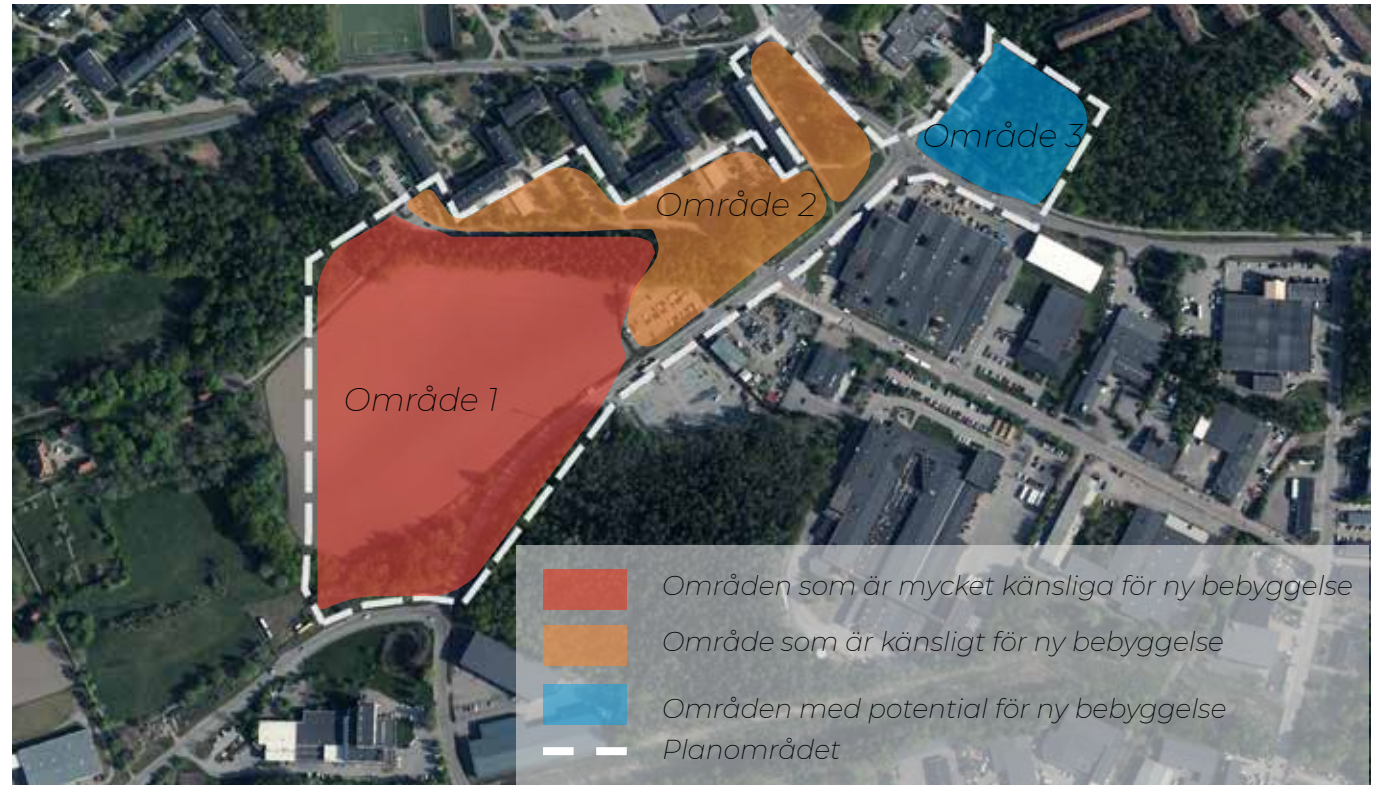 Område 3
Område 2
Område 1
Områden som är mycket känsliga för ny bebyggelse
Område som är känsligt för ny bebyggelse
Områden med potential för ny bebyggelse
Planområdet